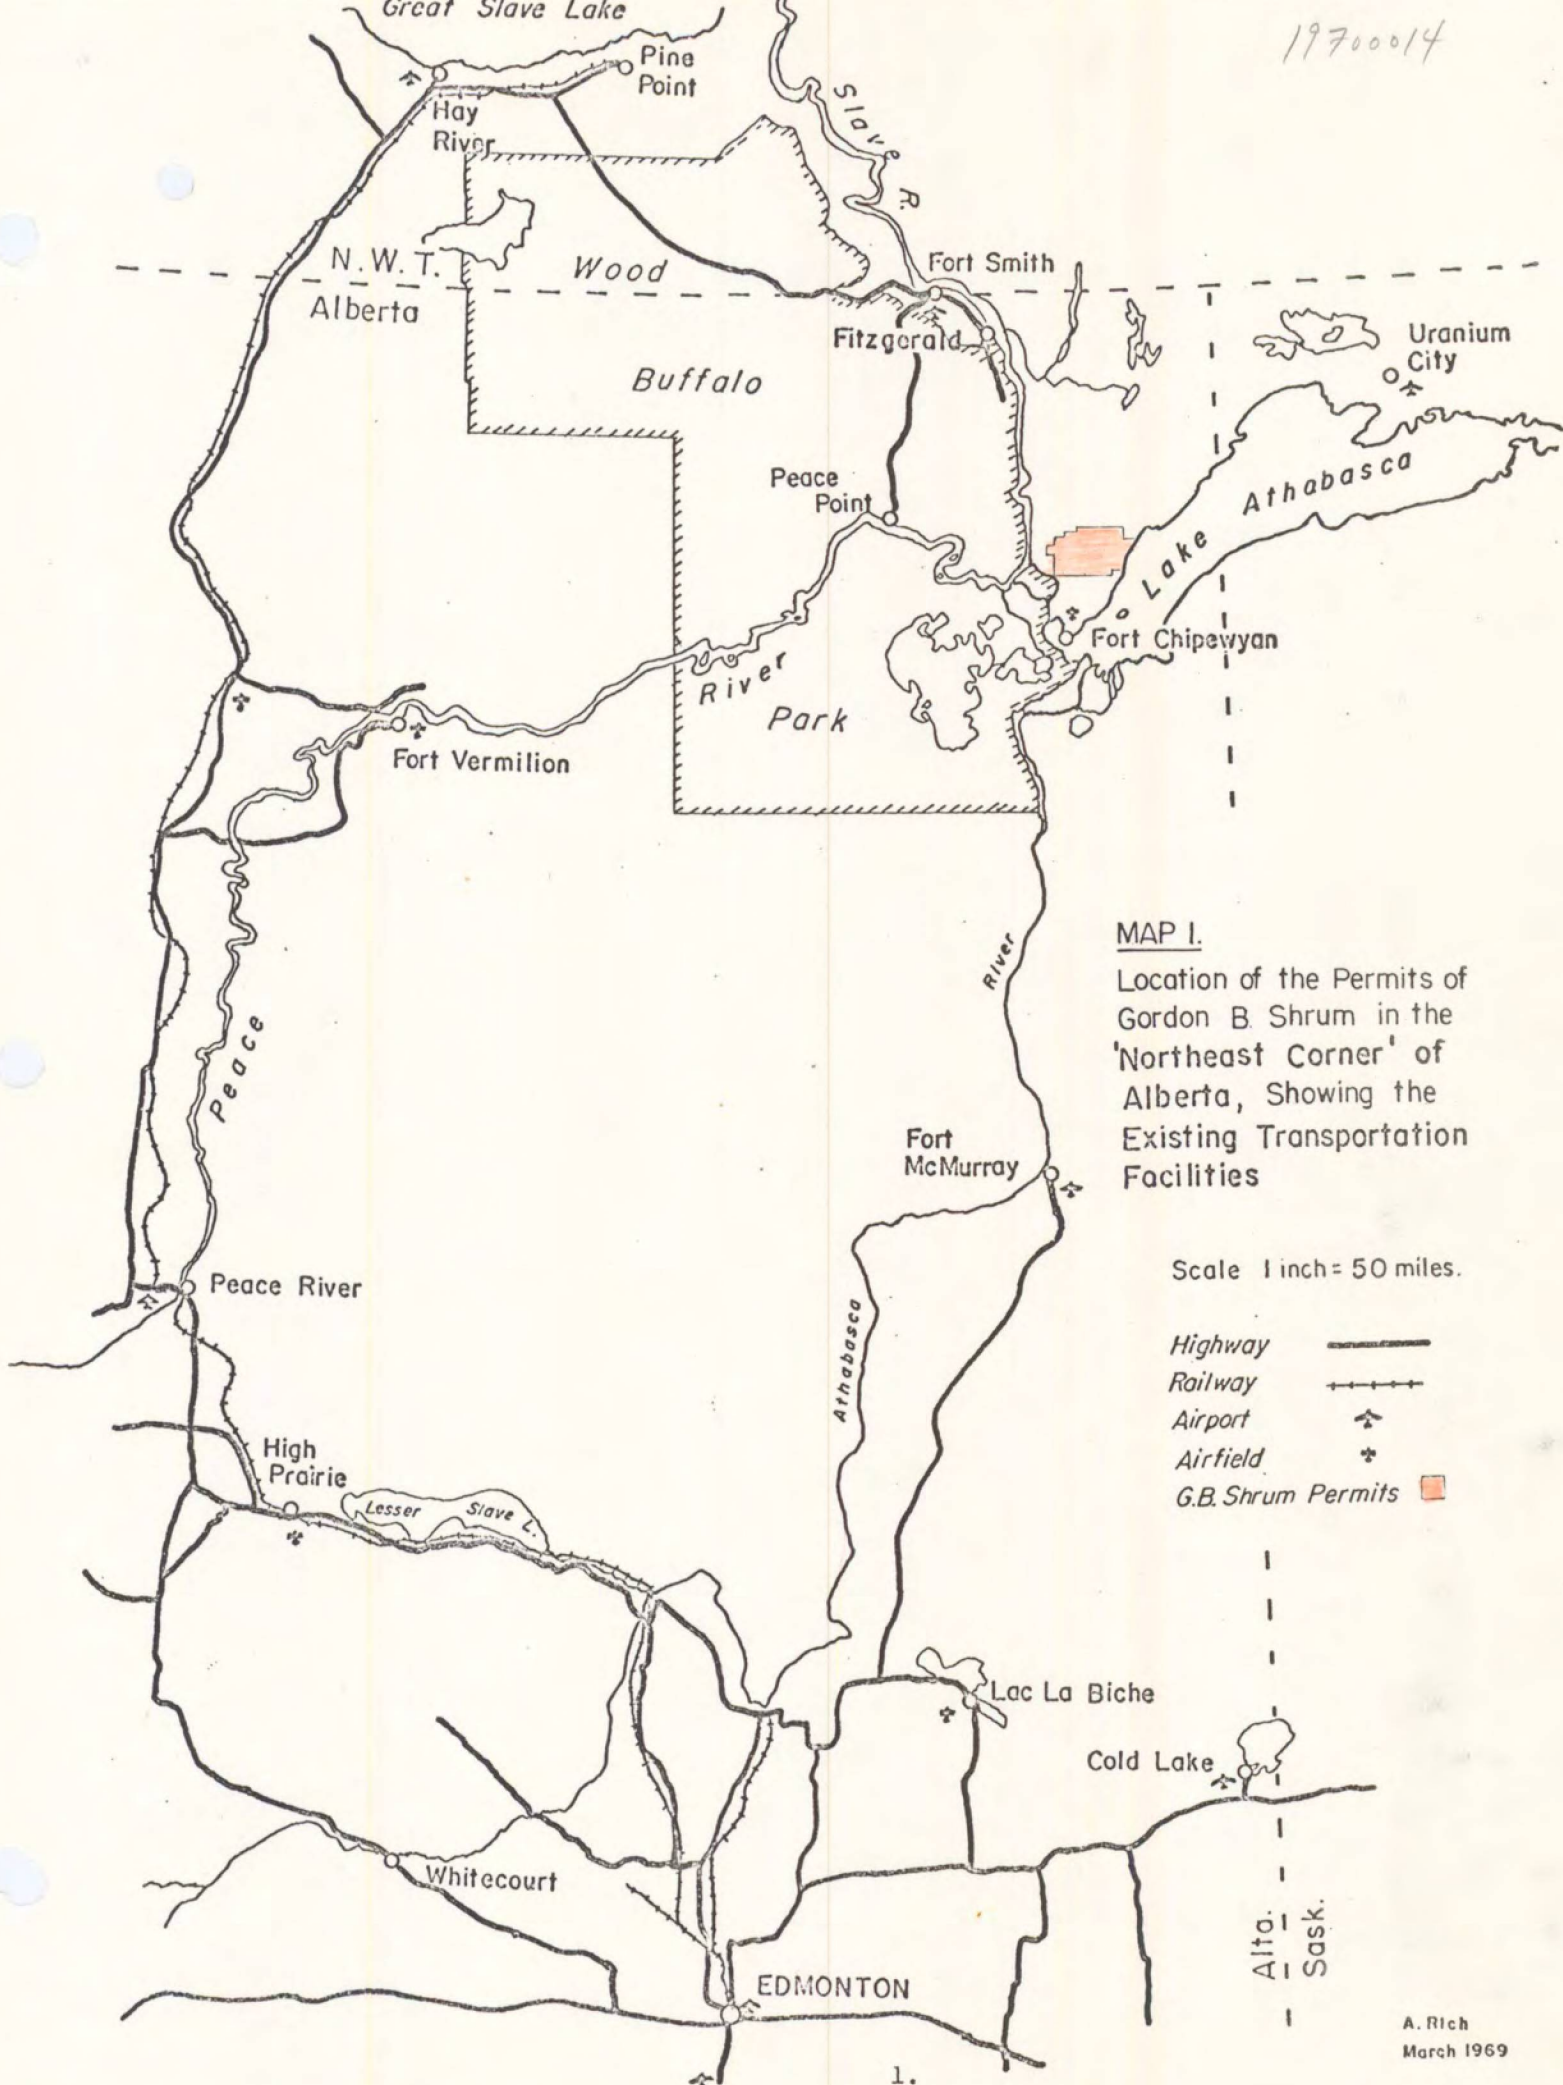 Great Slave Lake
19700014
Pine
Point
Hay
River
Slave R.
N.W.T.
Alberta
Wood
Fort Smith
Fitzgerald
Uranium
City
Buffalo
Peace
Point
Lake Athabasca
Fort Chipewyan
River
Park
Fort Vermilion
Peace
River
MAP 1.
Location of the Permits of
Gordon B. Shrum in the
'Northeast Corner' of
Alberta, Showing the
Existing Transportation
Facilities
Fort
McMurray
Scale 1 inch = 50 miles.
Peace River
Athabasca
Highway
Railway
Airport
Airfield
G.B. Shrum Permits
High
Prairie
Lesser Slave L.
Lac La Biche
Cold Lake
Whitecourt
Alta.
Sask.
EDMONTON
A. Rich
March 1969
1.